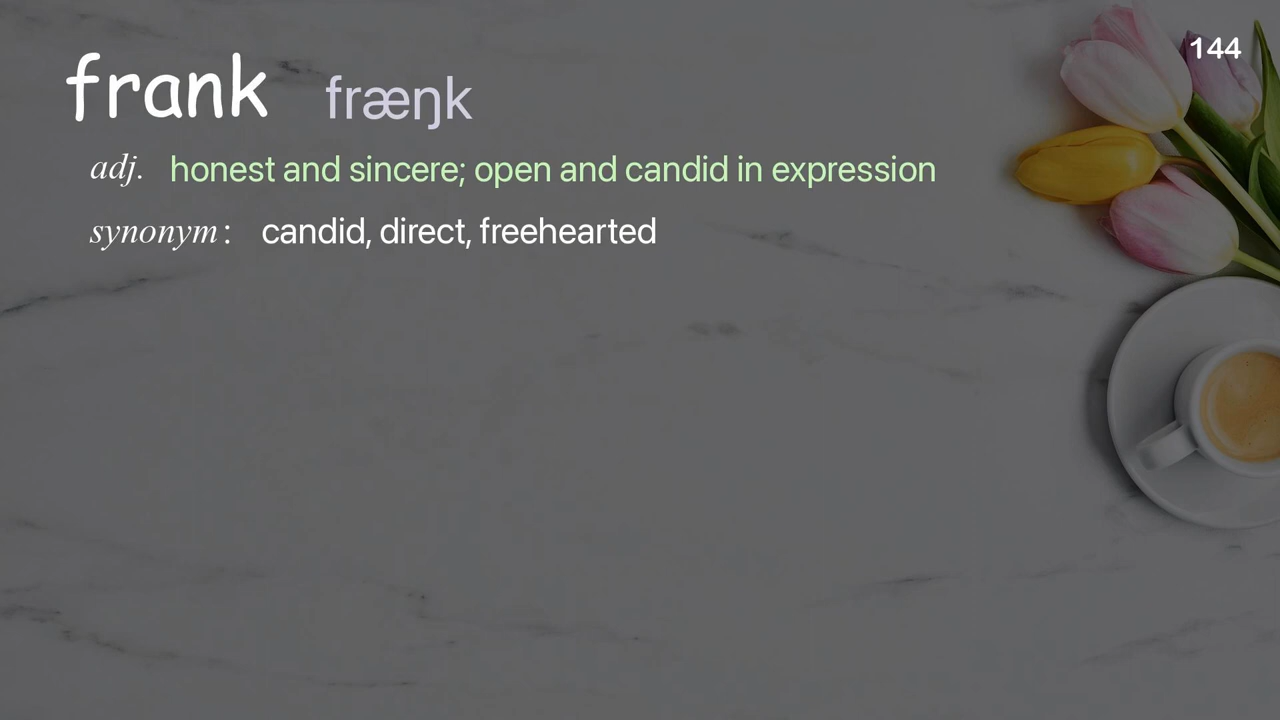 144
frank fræŋk
adj. honest and sincere; open and candid in expression
synonym: candid, direct, freehearted